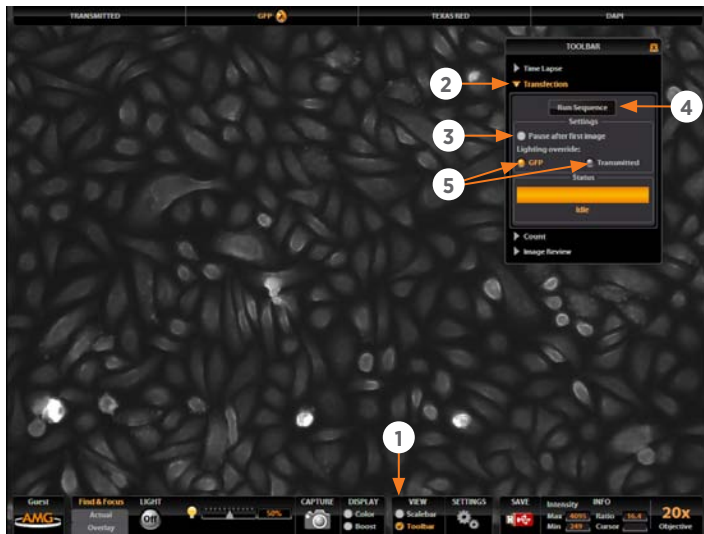 TRANSMITTED GFP TEXAS RED DAPI
TOOLBAR
Time Lapse
2 Transfection
Run Sequence 4
Settings
3 Pause after first image
Lighting override:
5 GFP Transmitted
Status
Idle
Count
Image Review
1
Guest Find & Focus LIGHT CAPTURE DISPLAY VIEW SETTINGS SAVE Intensity INFO
AMG Actual Off 50% Color Scalebar Max 4095 Ratio 16.4 20x
Overlay Boost Toolbar Min 249 Cursor Objective